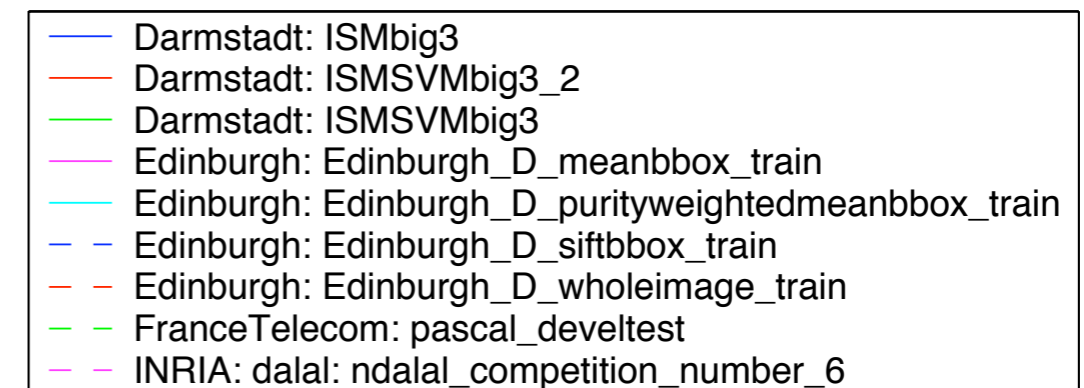 Darmstadt: ISMbig3
Darmstadt: ISMSVMbig3_2
Darmstadt: ISMSVMbig3
Edinburgh: Edinburgh_D_meanbbox_train
Edinburgh: Edinburgh_D_purityweightedmeanbbox_train
Edinburgh: Edinburgh_D_siftbbox_train
Edinburgh: Edinburgh_D_wholeimage_train
FranceTelecom: pascal_develtest
INRIA: dalal: ndalal_competition_number_6